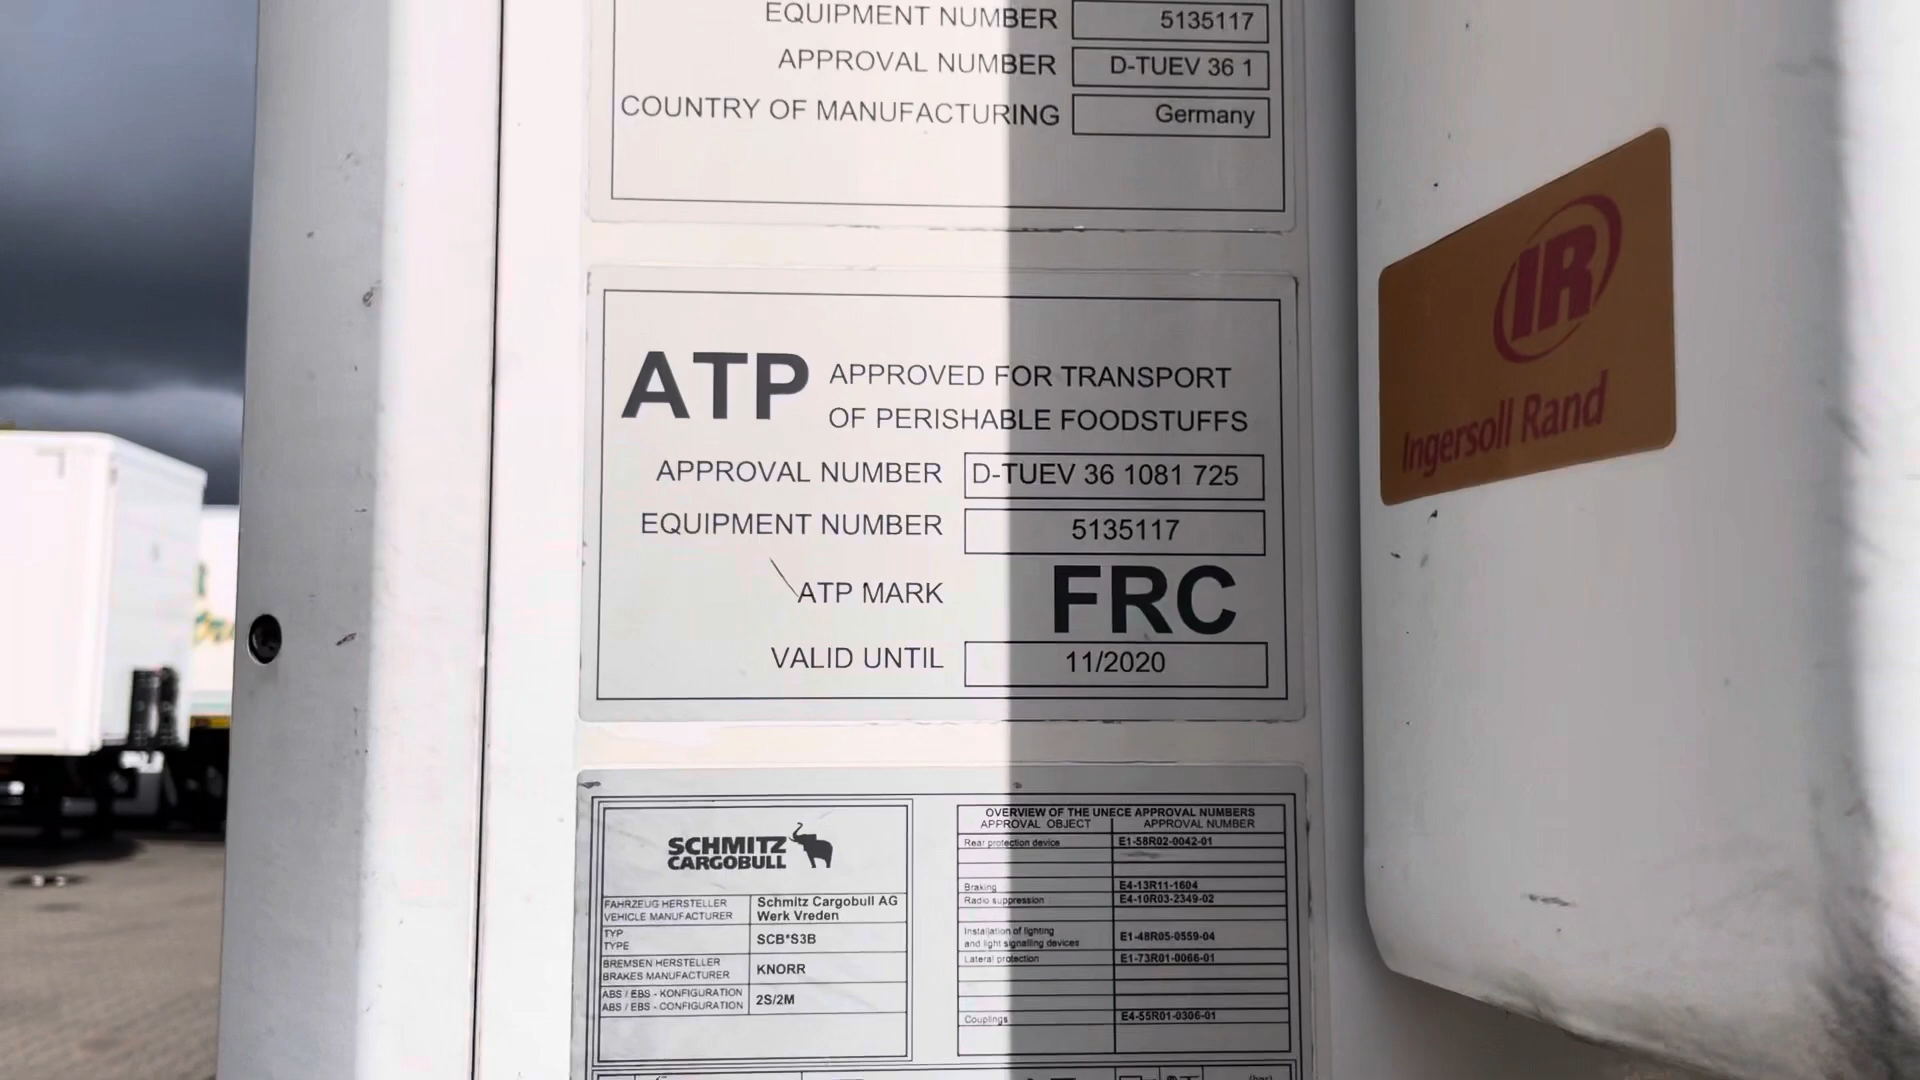 EQUIPMENT NUMBER 5135117
APPROVAL NUMBER D-TUEV 36 1
COUNTRY OF MANUFACTURING Germany
ATP APPROVED FOR TRANSPORT
OF PERISHABLE FOODSTUFFS
APPROVAL NUMBER D-TUEV 36 1081 725
EQUIPMENT NUMBER 5135117
ATP MARK FRC
VALID UNTIL 11/2020
IR
Ingersoll Rand
SCHMITZ
CARGOBULL
FAHRZEUG HERSTELLER
VEHICLE MANUFACTURER
Schmitz Cargobull AG
Werk Vreden
TYP
TYPE
SCB*S3B
BREMSEN HERSTELLER
BRAKES MANUFACTURER
KNORR
ABS / EBS - KONFIGURATION
ABS / EBS - CONFIGURATION
2S/2M
OVERVIEW OF THE UNECE APPROVAL NUMBERS
APPROVAL OBJECT APPROVAL NUMBER
Rear protection device E1-58R02-0042-01
Braking E4-13R11-1604
Radio suppression E4-10R03-2349-02
Installation of lighting
and light signalling devices
E1-48R05-0559-04
Lateral protection E1-73R01-0066-01
Couplings E4-55R01-0306-01